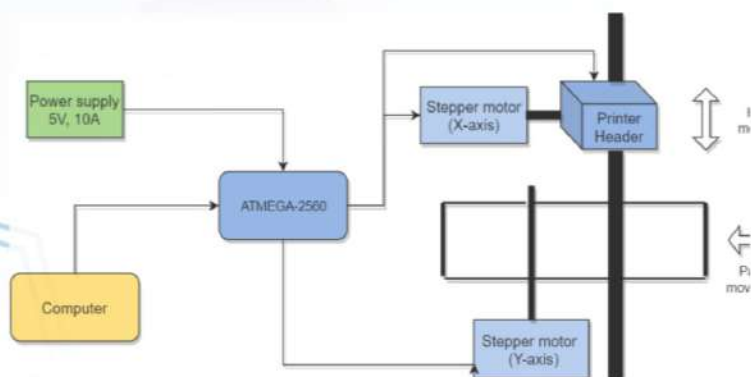 Power supply
5V, 10A
Stepper motor
(X-axis)
Printer
Header
ATMEGA-2560
Computer
Stepper motor
(Y-axis)